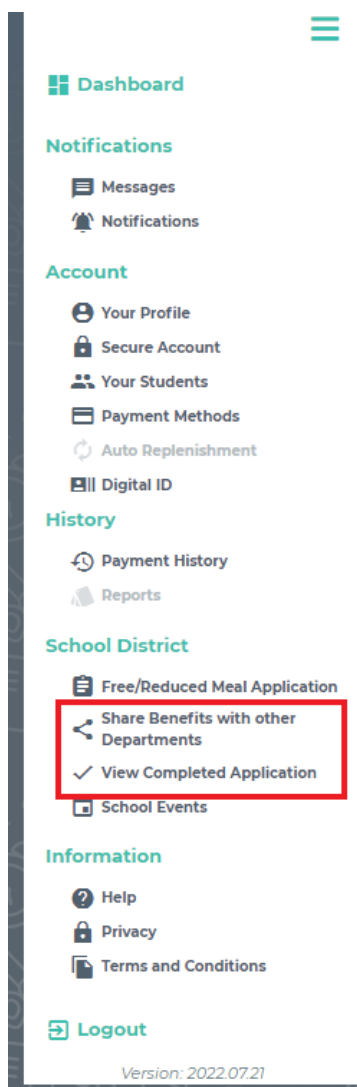 Dashboard
Notifications
Messages
Notifications
Account
Your Profile
Secure Account
Your Students
Payment Methods
Auto Replenishment
Digital ID
History
Payment History
Reports
School District
Free/Reduced Meal Application
Share Benefits with other
Departments
View Completed Application
School Events
Information
Help
Privacy
Terms and Conditions
Logout
Version: 2022.07.21